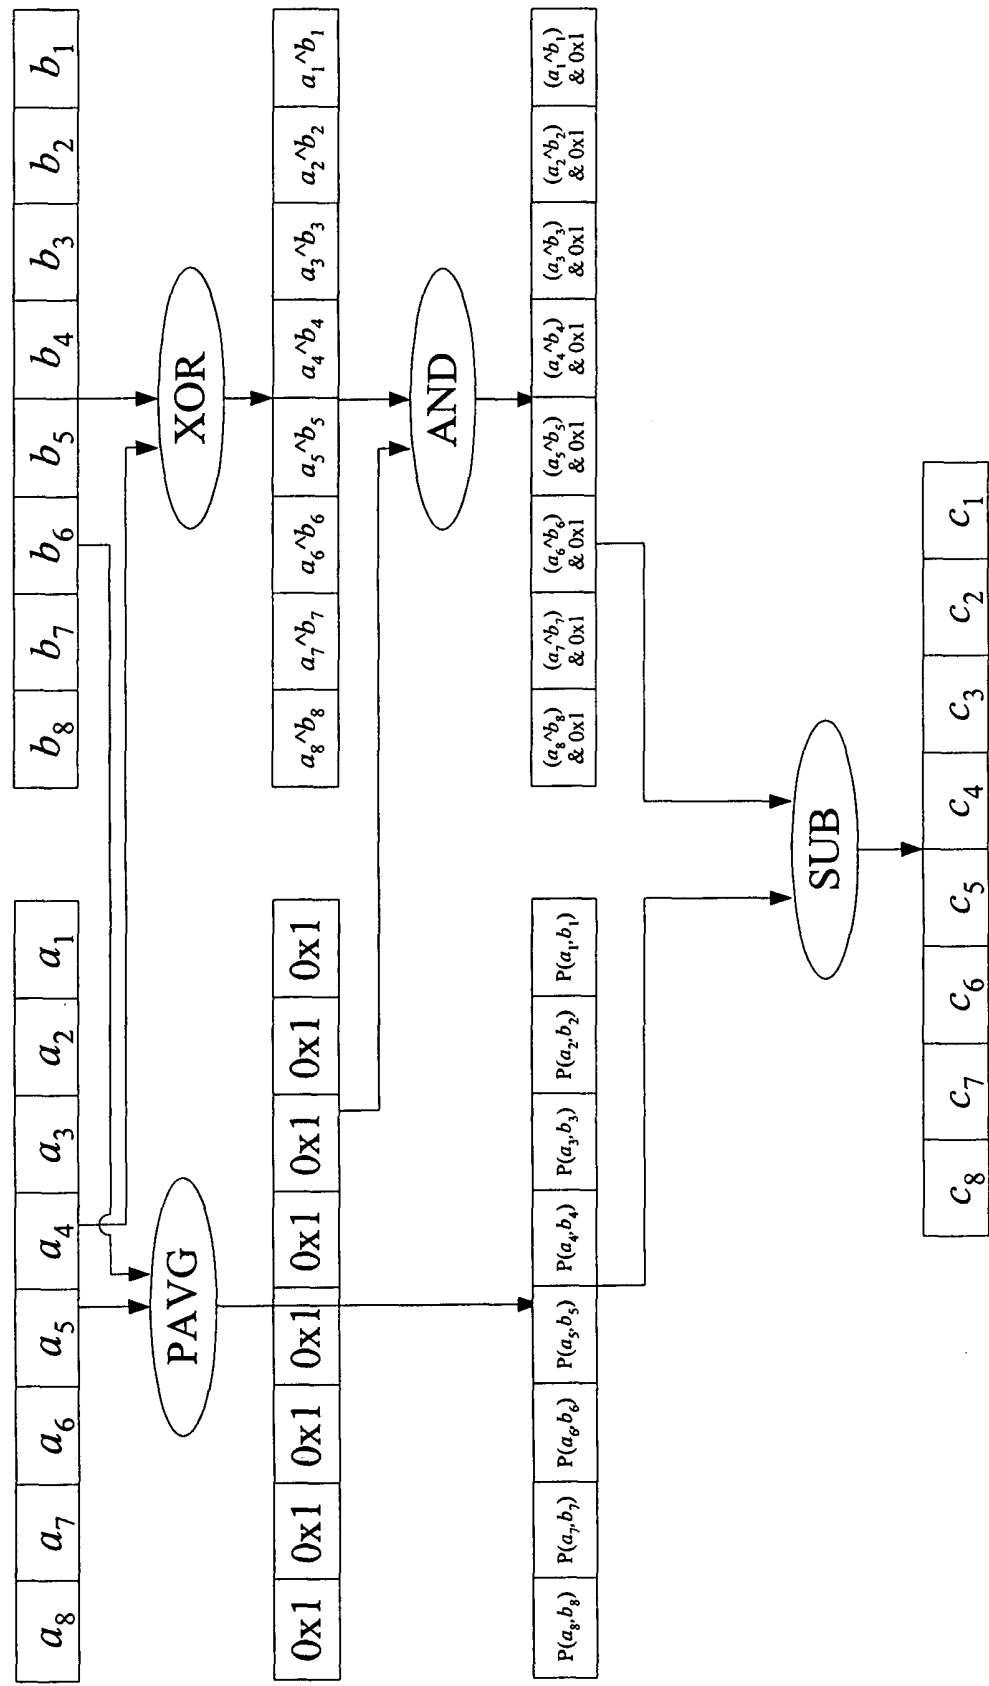 a₈ a₇ a₆ a₅ a₄ a₃ a₂ a₁ b₈ b₇ b₆ b₅ b₄ b₃ b₂ b₁
PAVG XOR
0x1 0x1 0x1 0x1 0x1 0x1 0x1 0x1 a₈^b₈ a₇^b₇ a₆^b₆ a₅^b₅ a₄^b₄ a₃^b₃ a₂^b₂ a₁^b₁
AND
P(a₈,b₈) P(a₇,b₇) P(a₆,b₆) P(a₅,b₅) P(a₄,b₄) P(a₃,b₃) P(a₂,b₂) P(a₁,b₁) (a₈^b₈) (a₇^b₇) (a₆^b₆) (a₅^b₅) (a₄^b₄) (a₃^b₃) (a₂^b₂) (a₁^b₁)
& 0x1 & 0x1 & 0x1 & 0x1 & 0x1 & 0x1 & 0x1 & 0x1
SUB
c₈ c₇ c₆ c₅ c₄ c₃ c₂ c₁